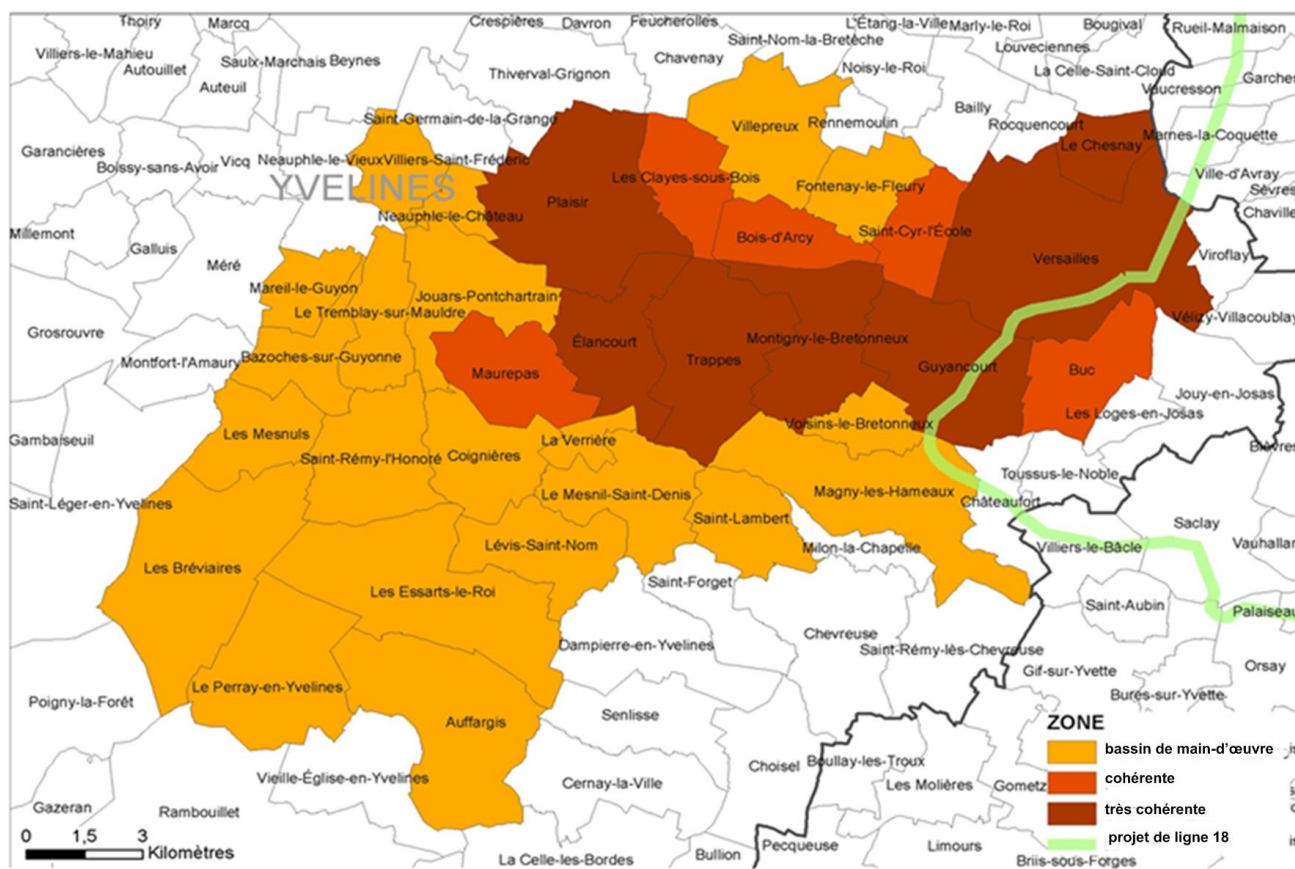 Thoiry
Marcq
Crespières
Davron
Feucherolles
L'Étang-la-Ville
Marly-le-Roi
Bougival
Rueil-Malmaison
Villiers-le-Mahieu
Autouillet
Saulx-Marchais
Beynes
Saint-Nom-la-Bretèche
Louveciennes
Auteuil
Thiverval-Grignon
Chavenay
Noisy-le-Roi
La Celle-Saint-Cloud
Garches
Vaucresson
Bailly
Saint-Germain-de-la-Grange
Villepreux
Rennemoulin
Rocquencourt
Marnes-la-Coquette
Le Chesnay
Garancières
Boissy-sans-Avoir
Vicq
Neauphle-le-Vieux
Villiers-Saint-Fréderic
Les Clayes-sous-Bois
Fontenay-le-Fleury
Ville-d'Avray
YVELINES
Sèvres
Plaisir
Neauphle-le-Château
Chaville
Millemont
Galluis
Bois-d'Arcy
Saint-Cyr-l'École
Méré
Versailles
Viroflay
Mareil-le-Guyon
Jouars-Pontchartrain
Le Tremblay-sur-Mauldre
Vélizy-Villacoublay
Grosrouvre
Élancourt
Montigny-le-Bretonneux
Montfort-l'Amaury
Bazoches-sur-Guyonne
Trappes
Guyancourt
Maurepas
Buc
Jouy-en-Josas
Les Loges-en-Josas
Gambaiseuil
Les Mesnuls
La Verrière
Voisins-le-Bretonneux
Bièvres
Saint-Rémy-l'Honoré
Coignières
Toussus-le-Noble
Saint-Léger-en-Yvelines
Le Mesnil-Saint-Denis
Magny-les-Hameaux
Châteaufort
Saint-Lambert
Saclay
Lévis-Saint-Nom
Milon-la-Chapelle
Villiers-le-Bâcle
Vauhallan
Les Bréviaires
Saint-Forget
Les Essarts-le-Roi
Saint-Aubin
Palaiseau
Chevreuse
Dampierre-en-Yvelines
Saint-Rémy-lès-Chevreuse
Gif-sur-Yvette
Orsay
Le Perray-en-Yvelines
Bures-sur-Yvette
Poigny-la-Forêt
Senlisse
Auffargis
Choisel
Boullay-les-Troux
Vieille-Église-en-Yvelines
Cernay-la-Ville
Les Molières
Gometz
Gazeran
Rambouillet
La Celle-les-Bordes
Bullion
Pecqueuse
Limours
Briis-sous-Forges
ZONE
bassin de main-d'œuvre
cohérente
très cohérente
projet de ligne 18
0 1,5 3
Kilomètres